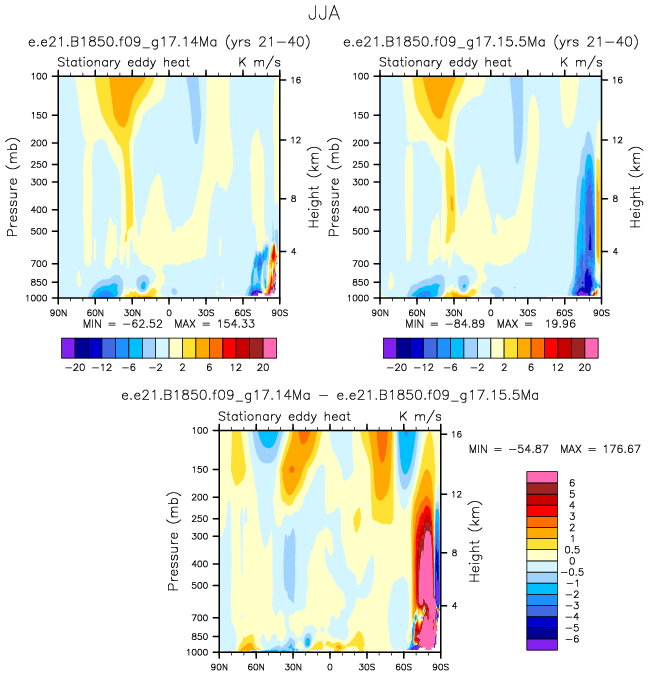 JJA
e.e21.B1850.f09_g17.14Ma (yrs 21-40)
Stationary eddy heat K m/s
Pressure (mb)
100
150
200
250
300
400
500
700
850
1000
16
12
8
4
Height (km)
90N 60N 30N 0 30S 60S 90S
MIN = -62.52 MAX = 154.33
-20 -12 -6 -2 2 6 12 20
e.e21.B1850.f09_g17.15.5Ma (yrs 21-40)
Stationary eddy heat K m/s
Pressure (mb)
100
150
200
250
300
400
500
700
850
1000
16
12
8
4
Height (km)
90N 60N 30N 0 30S 60S 90S
MIN = -84.89 MAX = 19.96
-20 -12 -6 -2 2 6 12 20
e.e21.B1850.f09_g17.14Ma - e.e21.B1850.f09_g17.15.5Ma
Stationary eddy heat K m/s
Pressure (mb)
100
150
200
250
300
400
500
700
850
1000
16
12
8
4
Height (km)
90N 60N 30N 0 30S 60S 90S
MIN = -54.87 MAX = 176.67
6
5
4
3
2
1
0.5
0
-0.5
-1
-2
-3
-4
-5
-6